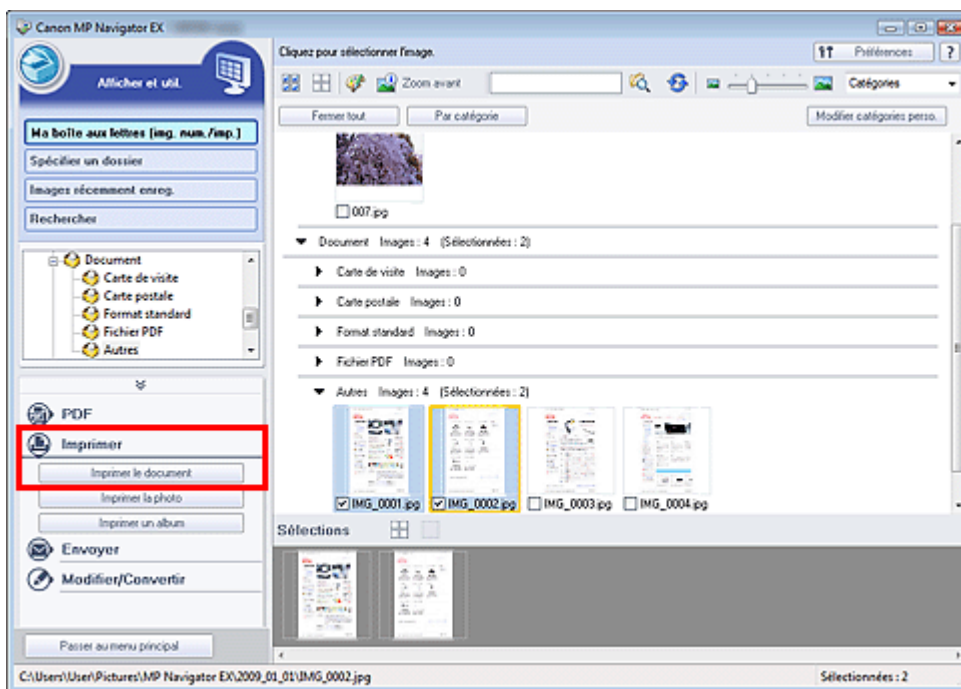 Canon MP Navigator EX
Cliquez pour sélectionner l'image.
Préférences
?
Afficher et util.
Zoom avant
Catégories
Fermer tout
Par catégorie
Modifier catégories perso.
Ma boîte aux lettres (img. num./imp.)
Spécifier un dossier
Images récemment enreg.
Rechercher
007.jpg
Document Images : 4 (Sélectionnées : 2)
Carte de visite Images : 0
Carte postale Images : 0
Format standard Images : 0
Fichier PDF Images : 0
Autres Images : 4 (Sélectionnées : 2)
Document
Carte de visite
Carte postale
Format standard
Fichier PDF
Autres
PDF
Imprimer
Imprimer le document
Imprimer la photo
Imprimer un album
Envoyer
Modifier/Convertir
Passer au menu principal
IMG_0001.jpg
IMG_0002.jpg
IMG_0003.jpg
IMG_0004.jpg
Sélections
C:\Users\User\Pictures\MP Navigator EX\2009_01_01\IMG_0002.jpg
Sélectionnées : 2